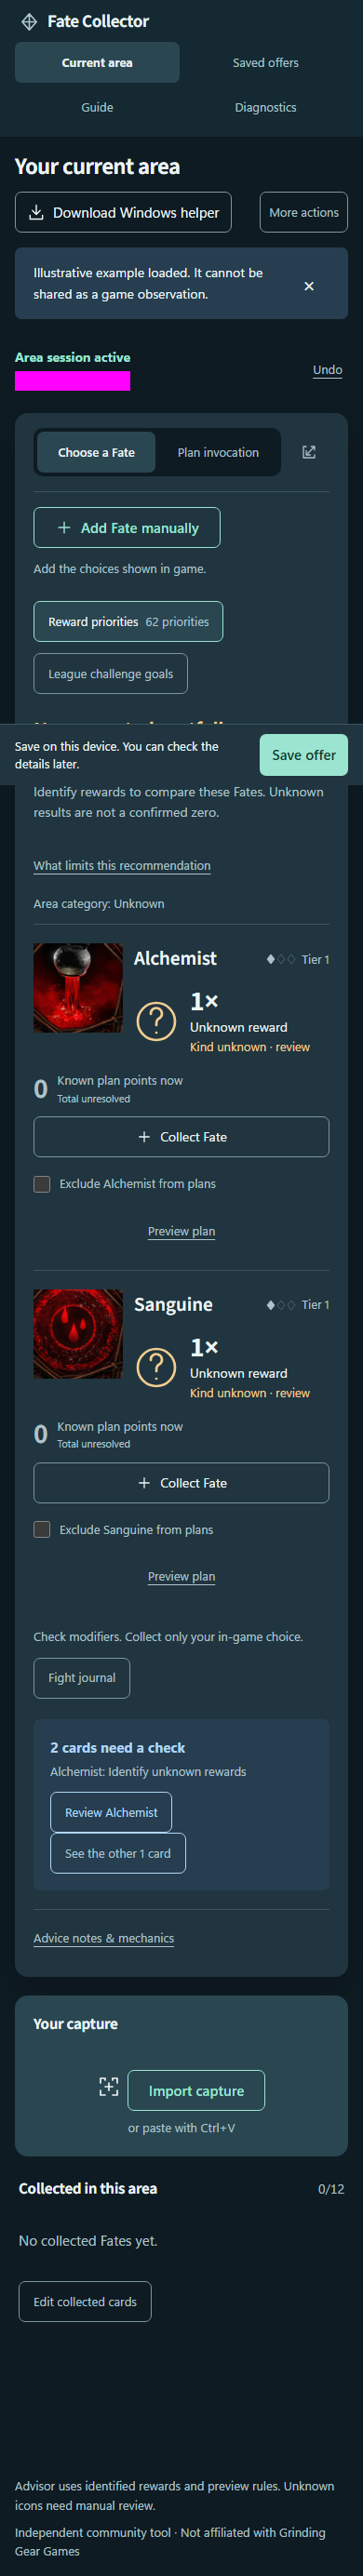 Fate Collector
Current area
Saved offers
Guide
Diagnostics
Your current area
Download Windows helper
More actions
Illustrative example loaded. It cannot be
shared as a game observation.
Area session active
Undo
Choose a Fate
Plan invocation
Add Fate manually
Add the choices shown in game.
Reward priorities 62 priorities
League challenge goals
Save on this device. You can check the
details later.
Save offer
Identify rewards to compare these Fates. Unknown
results are not a confirmed zero.
What limits this recommendation
Area category: Unknown
Alchemist
Tier 1
1×
Unknown reward
Kind unknown · review
0
Known plan points now
Total unresolved
Collect Fate
Exclude Alchemist from plans
Preview plan
Sanguine
Tier 1
1×
Unknown reward
Kind unknown · review
0
Known plan points now
Total unresolved
Collect Fate
Exclude Sanguine from plans
Preview plan
Check modifiers. Collect only your in-game choice.
Fight journal
2 cards need a check
Alchemist: Identify unknown rewards
Review Alchemist
See the other 1 card
Advice notes & mechanics
Your capture
Import capture
or paste with Ctrl+V
Collected in this area
0/12
No collected Fates yet.
Edit collected cards
Advisor uses identified rewards and preview rules. Unknown
icons need manual review.
Independent community tool · Not affiliated with Grinding
Gear Games